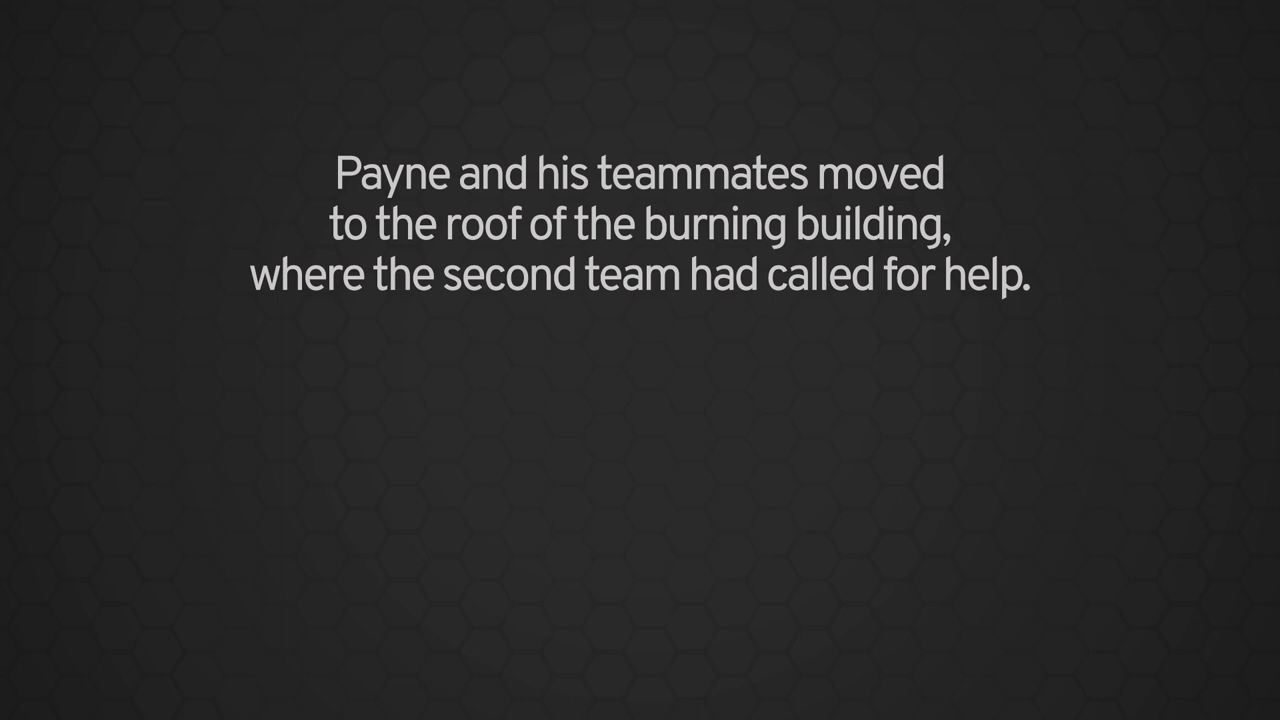 Payne and his teammates moved
to the roof of the burning building,
where the second team had called for help.